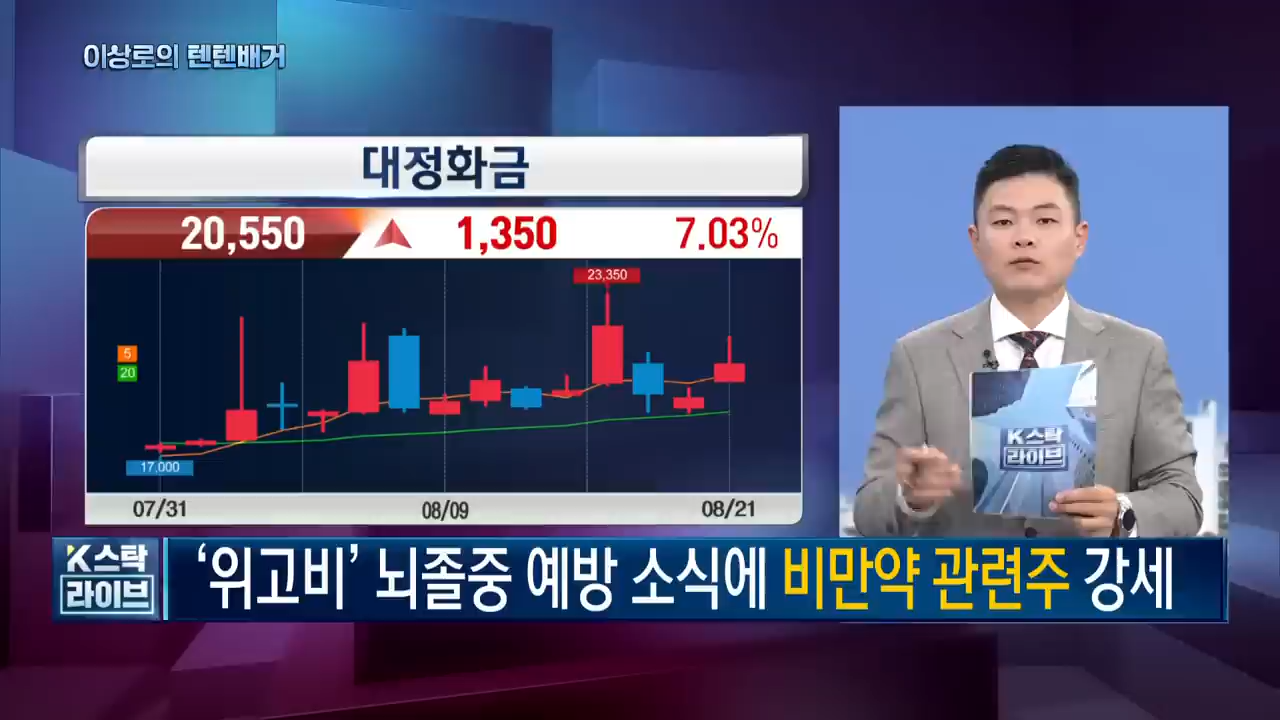 이상로의 텐텐배거
대정화금
20,550 1,350 7.03%
23,350
5
20
17,000
07/31 08/09 08/21
K스탁
라이브
K스탁
라이브
‘위고비’ 뇌졸중 예방 소식에 비만약 관련주 강세